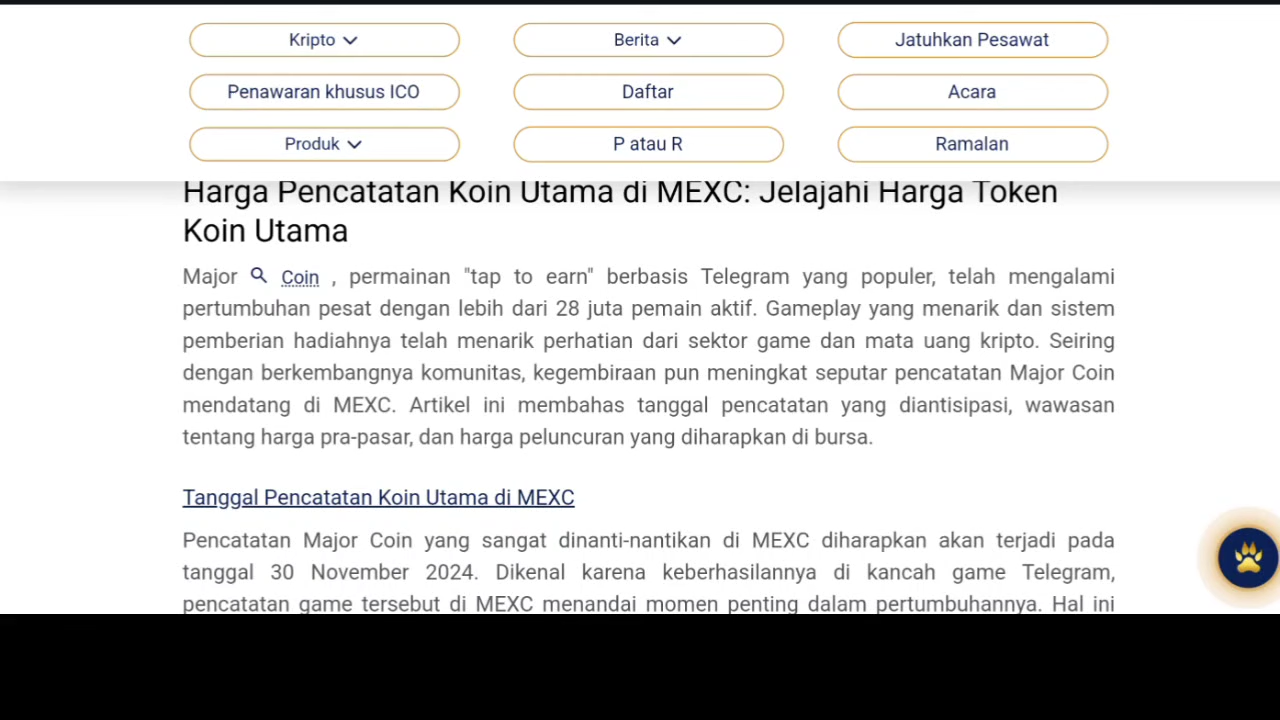 Kripto
Berita
Jatuhkan Pesawat
Penawaran khusus ICO
Daftar
Acara
Produk
P atau R
Ramalan
Harga Pencatatan Koin Utama di MEXC: Jelajahi Harga Token
Koin Utama
Major Coin , permainan "tap to earn" berbasis Telegram yang populer, telah mengalami
pertumbuhan pesat dengan lebih dari 28 juta pemain aktif. Gameplay yang menarik dan sistem
pemberian hadiahnya telah menarik perhatian dari sektor game dan mata uang kripto. Seiring
dengan berkembangnya komunitas, kegembiraan pun meningkat seputar pencatatan Major Coin
mendatang di MEXC. Artikel ini membahas tanggal pencatatan yang diantisipasi, wawasan
tentang harga pra-pasar, dan harga peluncuran yang diharapkan di bursa.
Tanggal Pencatatan Koin Utama di MEXC
Pencatatan Major Coin yang sangat dinanti-nantikan di MEXC diharapkan akan terjadi pada
tanggal 30 November 2024. Dikenal karena keberhasilannya di kancah game Telegram,
pencatatan game tersebut di MEXC menandai momen penting dalam pertumbuhannya. Hal ini